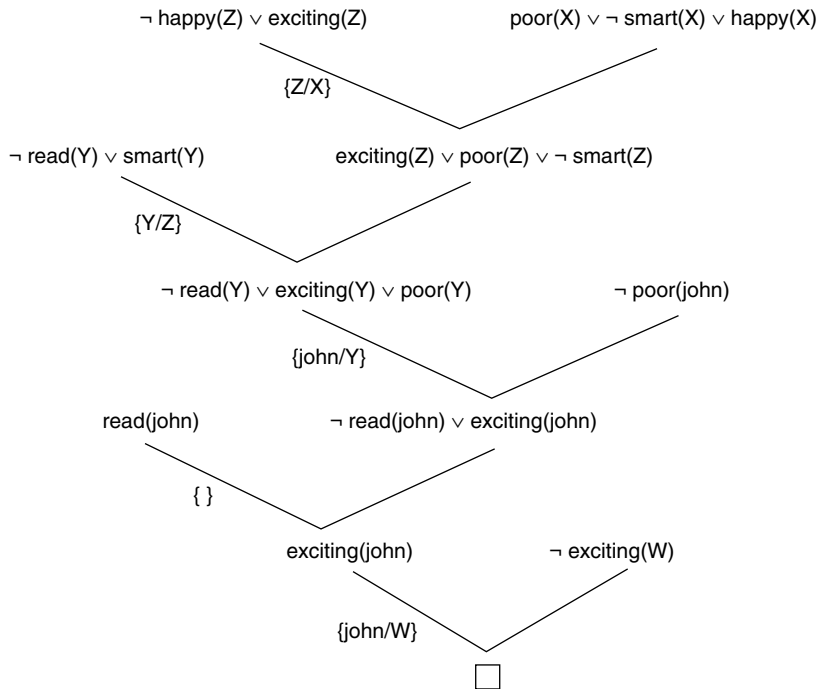 ¬ happy(Z) ∨ exciting(Z) poor(X) ∨ ¬ smart(X) ∨ happy(X)
{Z/X}
¬ read(Y) ∨ smart(Y) exciting(Z) ∨ poor(Z) ∨ ¬ smart(Z)
{Y/Z}
¬ read(Y) ∨ exciting(Y) ∨ poor(Y) ¬ poor(john)
{john/Y}
read(john) ¬ read(john) ∨ exciting(john)
{ }
exciting(john) ¬ exciting(W)
{john/W}